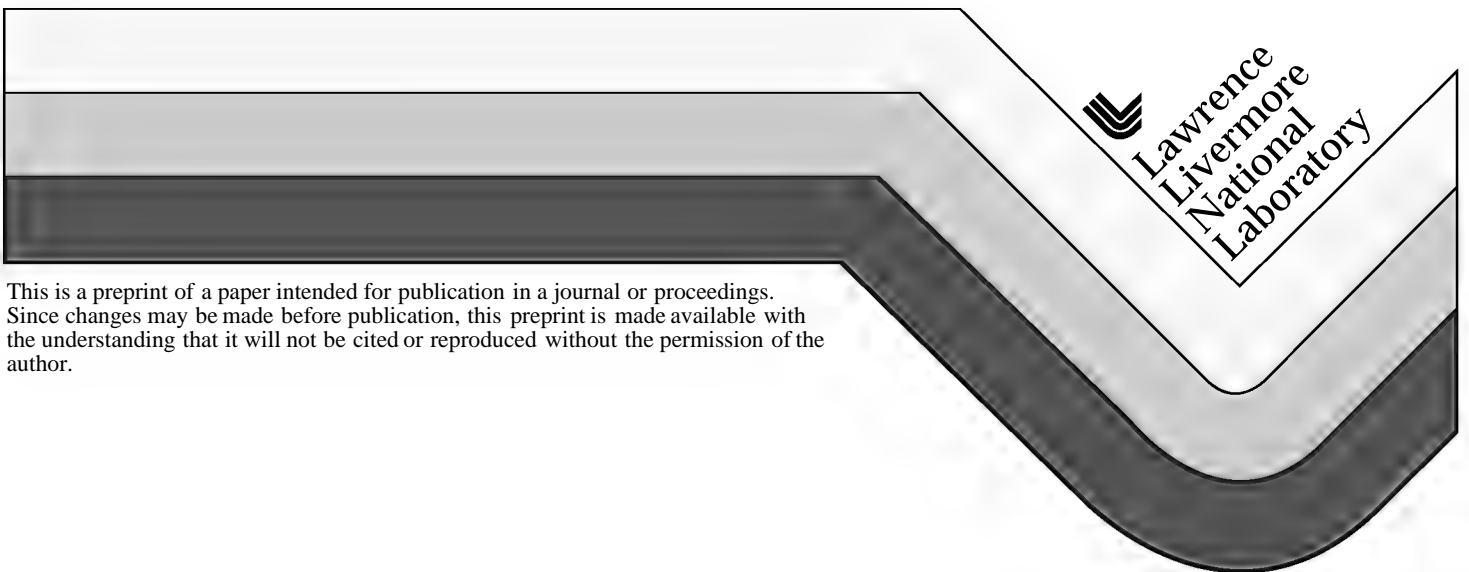 Lawrence
Livermore
National
Laboratory
This is a preprint of a paper intended for publication in a journal or proceedings.
Since changes may be made before publication, this preprint is made available with
the understanding that it will not be cited or reproduced without the permission of the
author.